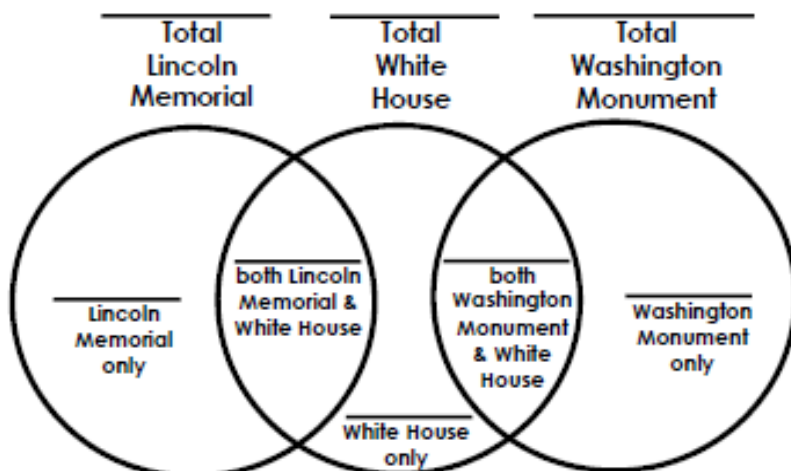 Total
Lincoln
Memorial
Total
White
House
Total
Washington
Monument
Lincoln
Memorial
only
both Lincoln
Memorial &
White House
White House
only
both
Washington
Monument
& White
House
Washington
Monument
only